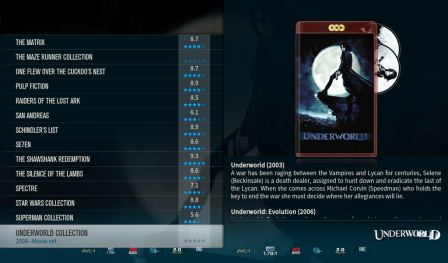 THE MATRIX 8.7
THE MAZE RUNNER COLLECTION
ONE FLEW OVER THE CUCKOO'S NEST 8.7
PULP FICTION 8.9
RAIDERS OF THE LOST ARK 8.5
SAN ANDREAS 6.1
SCHINDLER'S LIST 8.9
SE7EN 8.6
THE SHAWSHANK REDEMPTION 9.3
THE SILENCE OF THE LAMBS 8.6
SPECTRE 7.1
STAR WARS COLLECTION 8.8
SUPERMAN COLLECTION 5.6
UNDERWORLD COLLECTION
2008 -Movie set
UNDERWORLD
Underworld (2003)
A war has been raging between the Vampires and Lycan for centuries, Selene
(Beckinsale) is a death dealer, assigned to hunt down and eradicate the last of
the Lycan. When she comes across Michael Corvin (Speedman) who holds the
key to end the war she must decide where her allegiances will lie.
Underworld: Evolution (2006)
UNDERWORLD
2.0
2.0